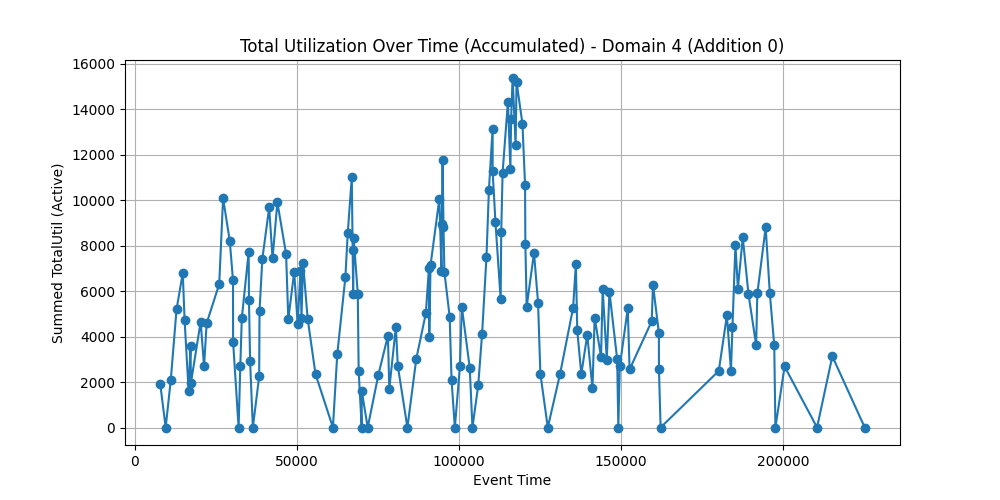 Total Utilization Over Time (Accumulated) - Domain 4 (Addition 0)
Summed TotalUtil (Active)
16000
14000
12000
10000
8000
6000
4000
2000
0
0 50000 100000 150000 200000
Event Time